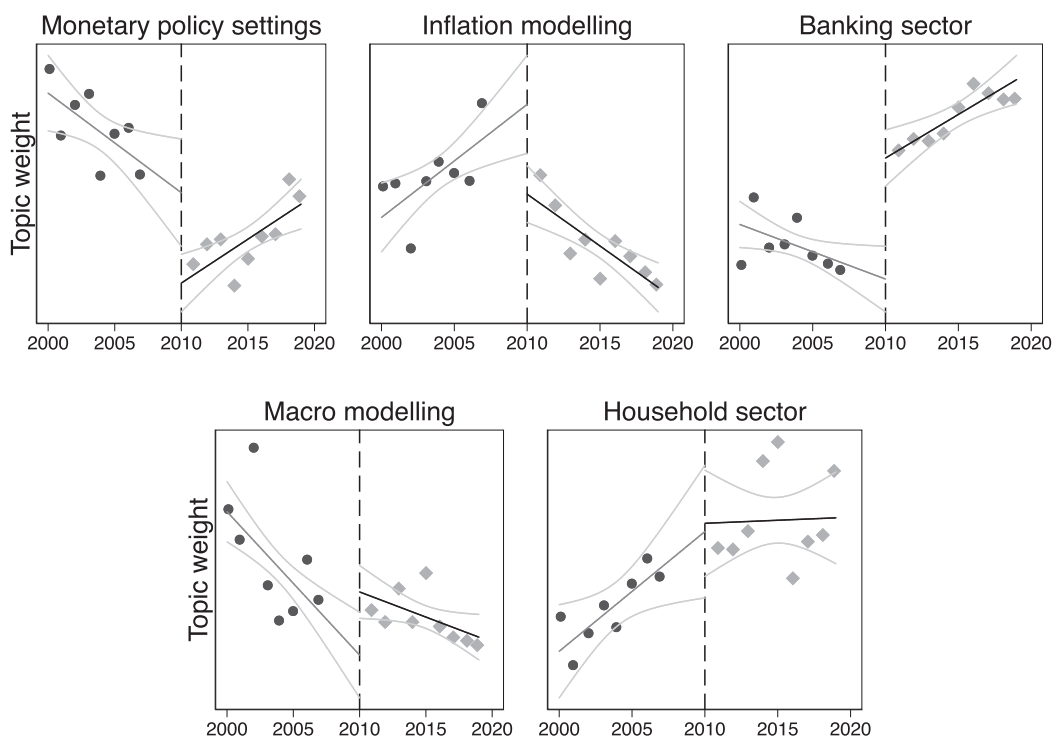 Monetary policy settings
Inflation modelling
Banking sector
Topic weight
2000 2005 2010 2015 2020
2000 2005 2010 2015 2020
2000 2005 2010 2015 2020
Macro modelling
Household sector
Topic weight
2000 2005 2010 2015 2020
2000 2005 2010 2015 2020